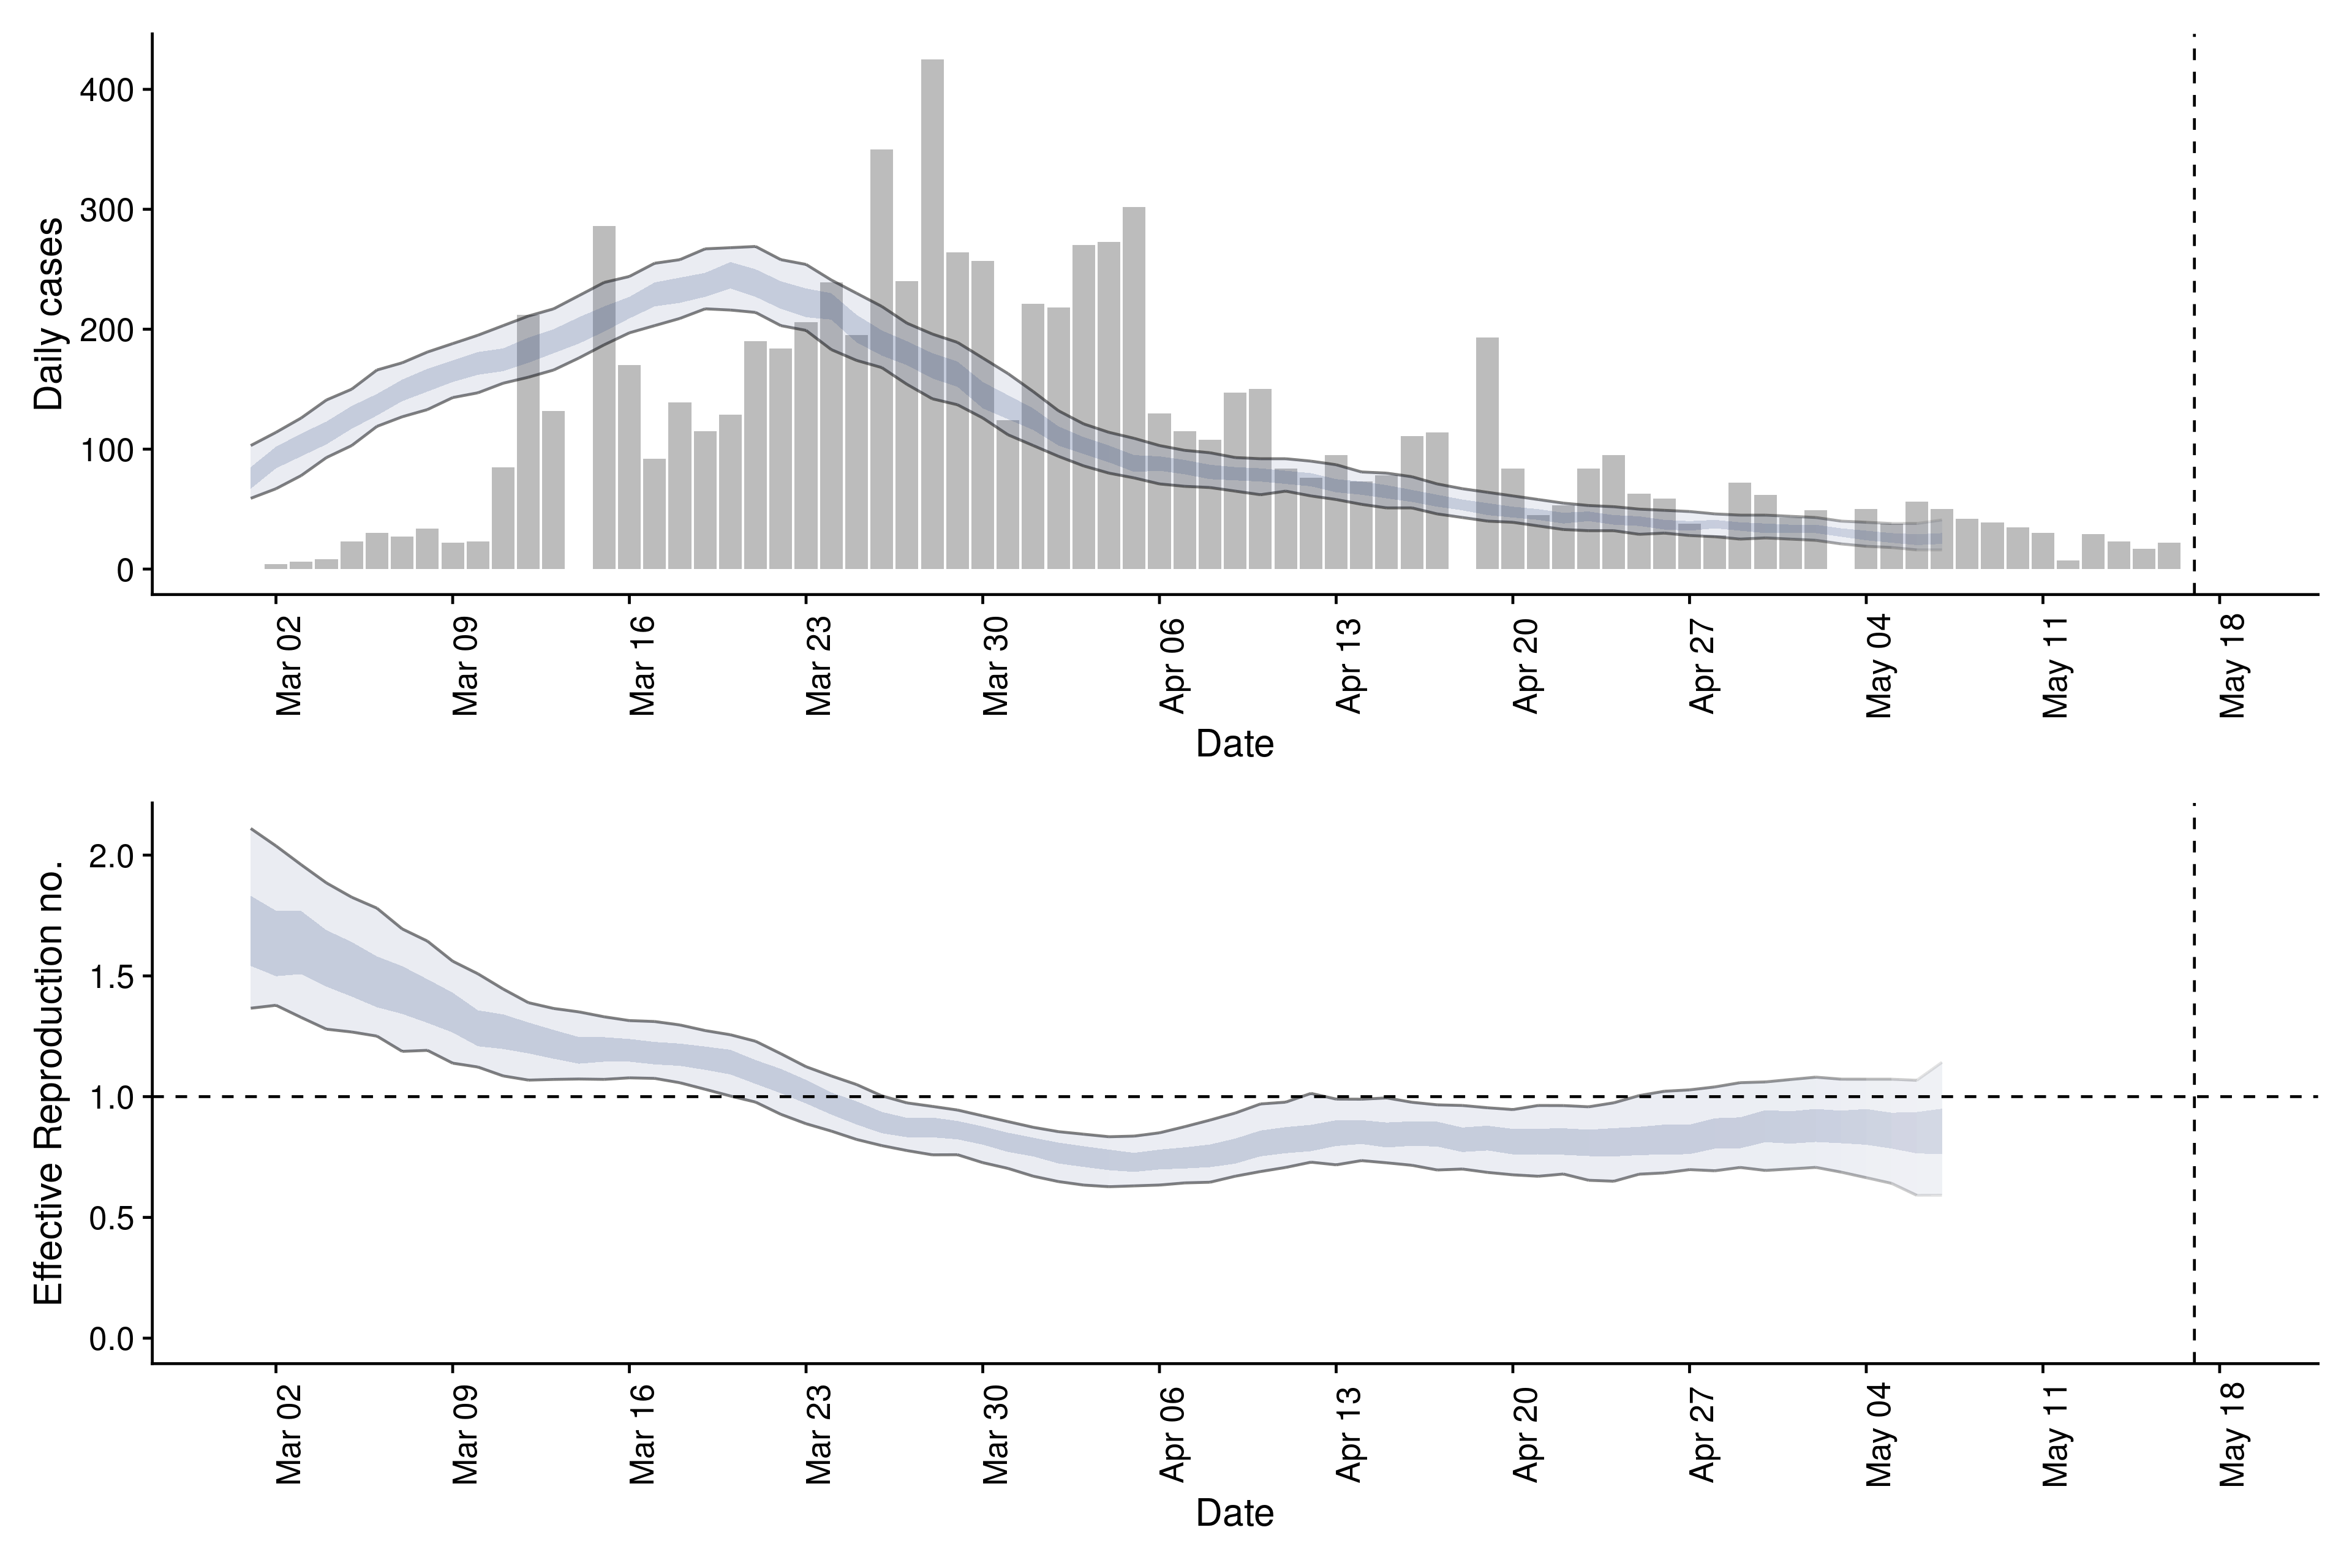 Daily cases
400
300
200
100
0
Mar 02
Mar 09
Mar 16
Mar 23
Mar 30
Apr 06
Apr 13
Apr 20
Apr 27
May 04
May 11
May 18
Date
Effective Reproduction no.
2.0
1.5
1.0
0.5
0.0
Mar 02
Mar 09
Mar 16
Mar 23
Mar 30
Apr 06
Apr 13
Apr 20
Apr 27
May 04
May 11
May 18
Date